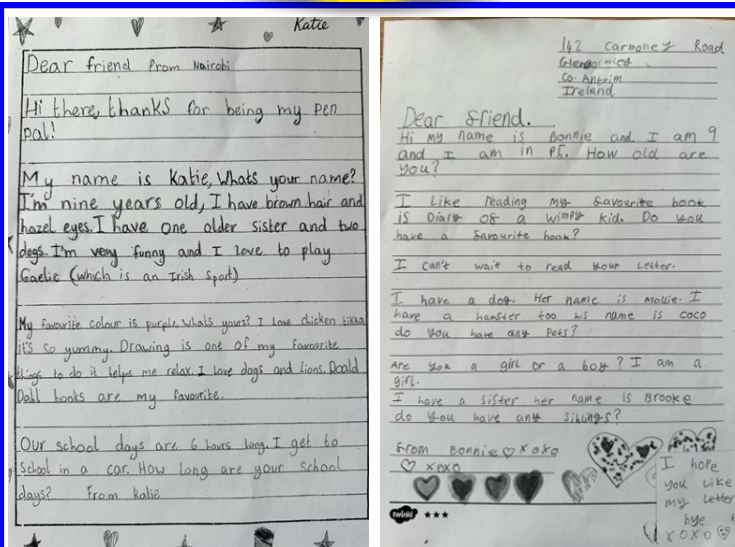 Katie
Dear friend from Nairobi
Hi there, thanks for being my pen
pal!
My name is Katie, Whats your name?
I'm nine years old, I have brown hair and
hazel eyes. I have one older sister and two
dogs. I'm very funny and I love to play
Gaelic (which is an Irish Sport)
My favourite colour is purple. Whats yours? I love chicken tikka
it's so yummy. Drawing is one of my favourite
things to do it helps me relax. I love dogs and lions. Roald
Dahl books are my favourite.
Our school days are 6 hours long. I get to
School in a car. How long are your school
days? From Katie
142 Carmoney Road
Glengormley
Co. Antrim
Ireland
Dear friend.
Hi my name is Bonnie and I am 9
and I am in P5. How old are
you?
I Like reading my favourite book
is Diary of a wimpy kid. Do you
have a favourite book?
I can't wait to read your Letter.
I have a dog. Her name is mollie. I
have a hamster too his name is coco
do you have any Pets?
Are you a girl or a boy? I am a
girl.
I have a sister her name is Brooke
do you have any siblings?
from Bonnie ♡ xoxo
♡ xoxo
I hope
you like
my letter
bye
XOXO
twinkl